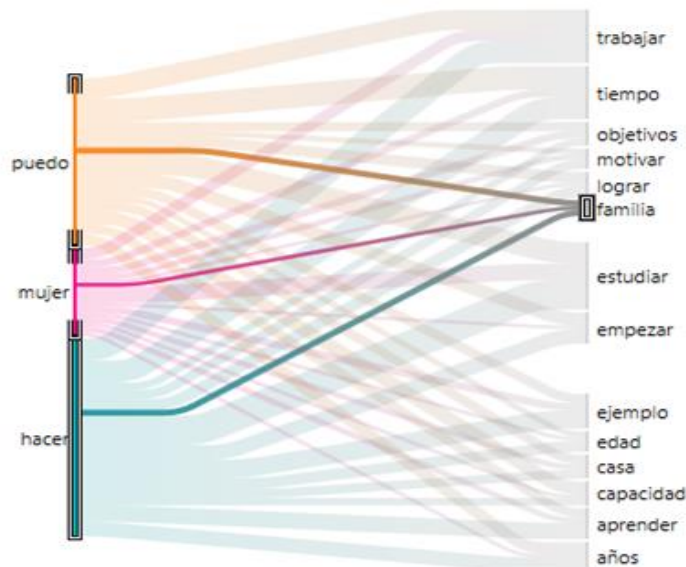 puedo
mujer
hacer
trabajar
tiempo
objetivos
motivar
lograr
familia
estudiar
empezar
ejemplo
edad
casa
capacidad
aprender
años